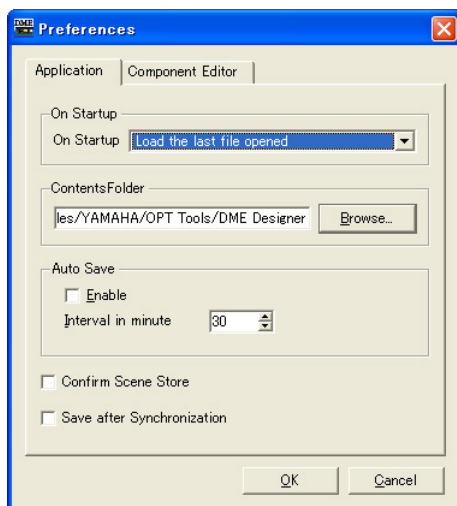 DME
Preferences
Application Component Editor
On Startup
On Startup Load the last file opened
ContentsFolder
les/YAMAHA/OPT Tools/DME Designer Browse...
Auto Save
Enable
Interval in minute 30
Confirm Scene Store
Save after Synchronization
OK Cancel